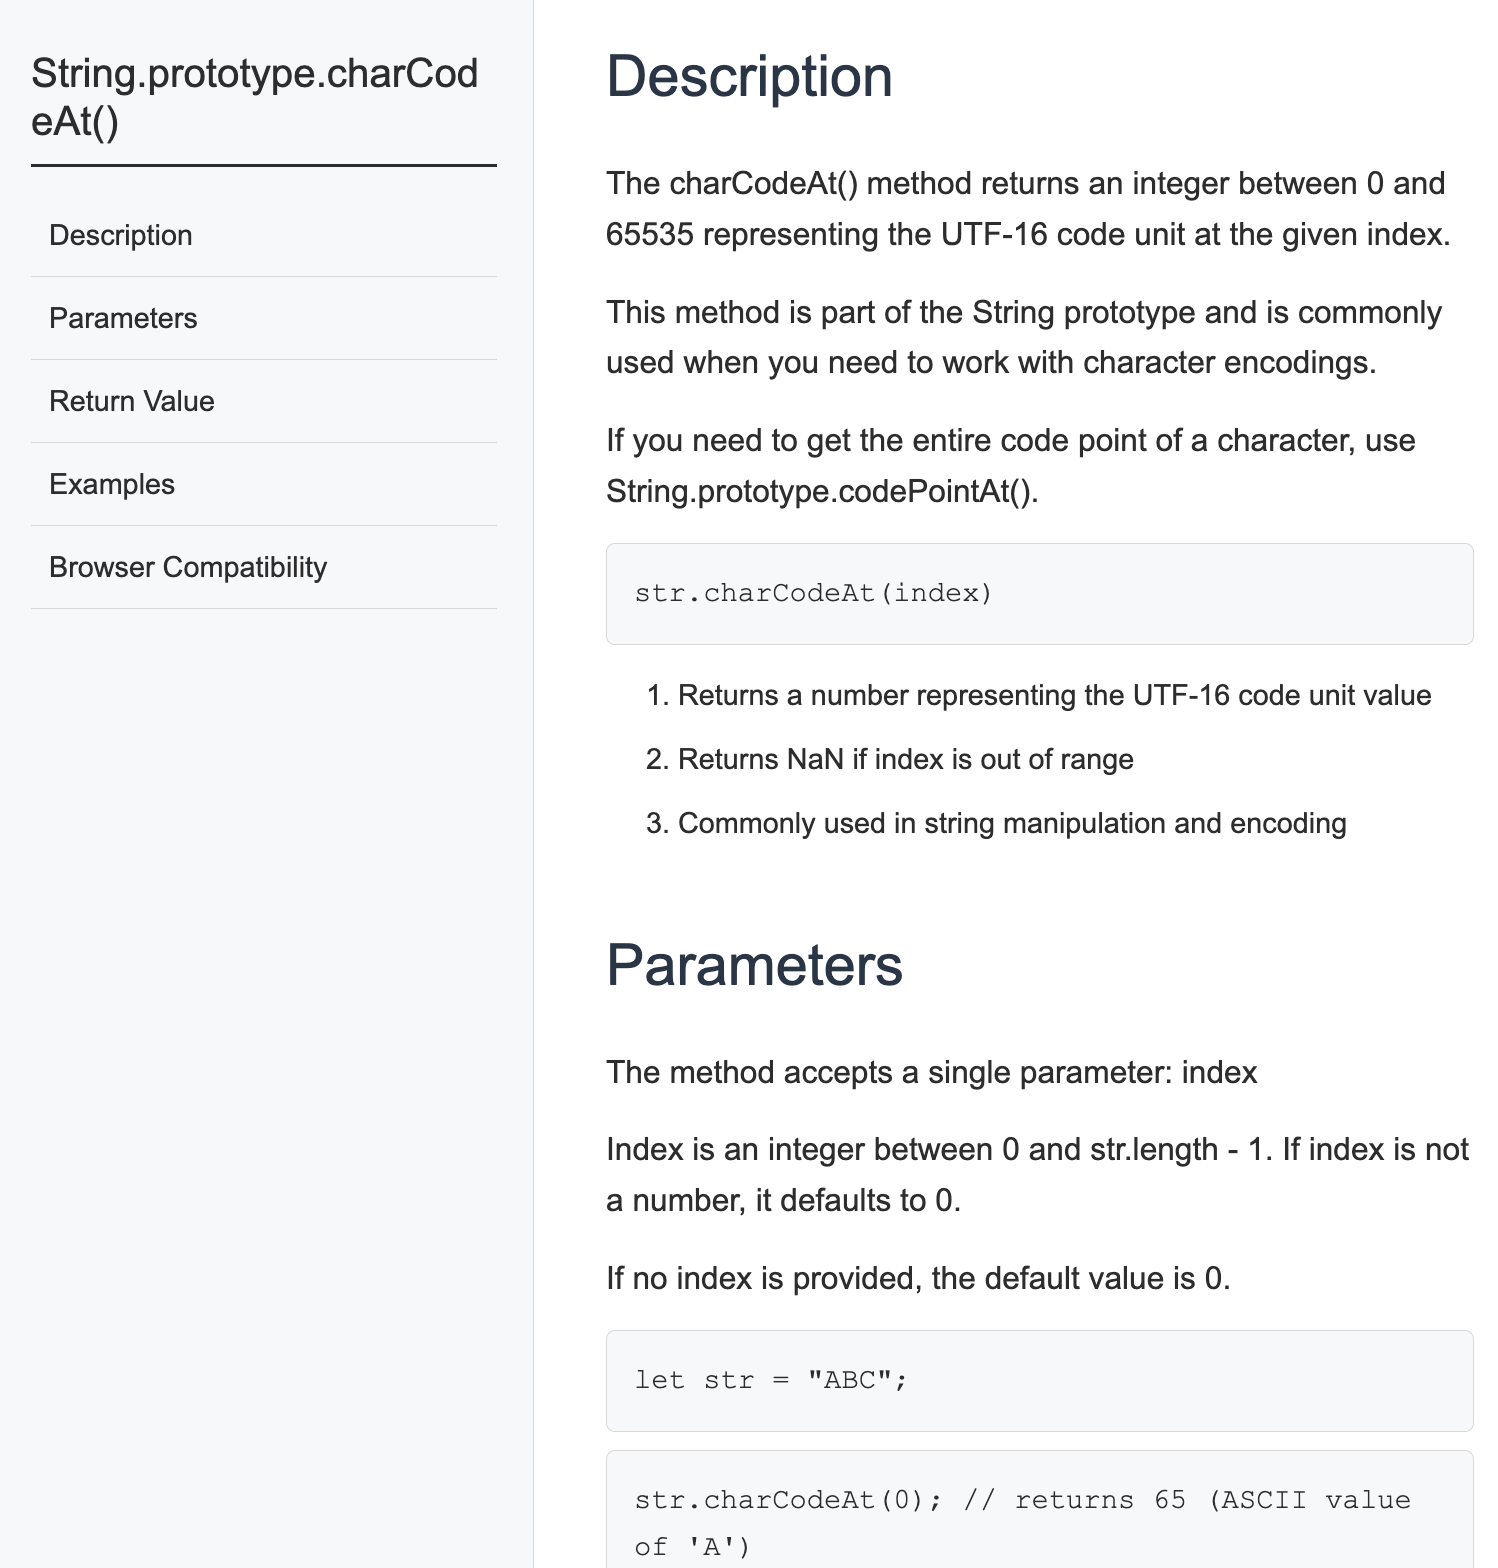 String.prototype.charCod
eAt()
Description
Parameters
Return Value
Examples
Browser Compatibility
Description
The charCodeAt() method returns an integer between 0 and
65535 representing the UTF-16 code unit at the given index.
This method is part of the String prototype and is commonly
used when you need to work with character encodings.
If you need to get the entire code point of a character, use
String.prototype.codePointAt().
str.charCodeAt(index)
1. Returns a number representing the UTF-16 code unit value
2. Returns NaN if index is out of range
3. Commonly used in string manipulation and encoding
Parameters
The method accepts a single parameter: index
Index is an integer between 0 and str.length - 1. If index is not
a number, it defaults to 0.
If no index is provided, the default value is 0.
let str = "ABC";
str.charCodeAt(0); // returns 65 (ASCII value
of 'A')